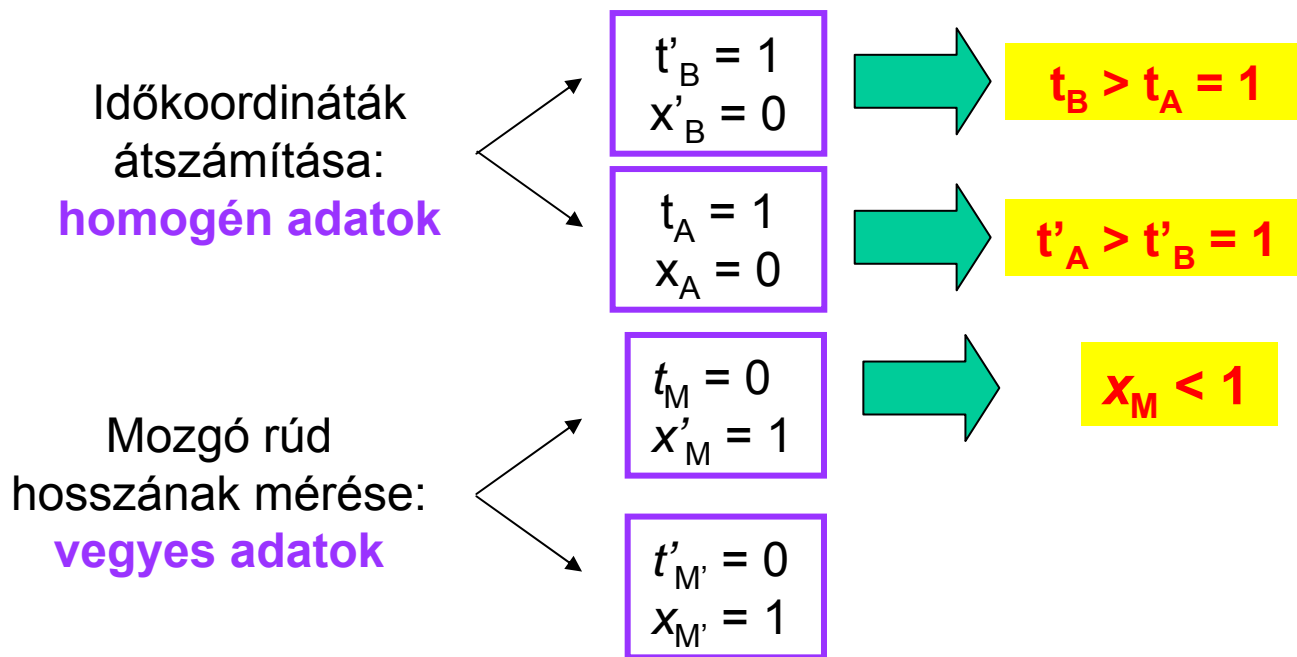 Időkoordináták
átszámítása:
homogén adatok
t’B = 1
x’B = 0
tB > tA = 1
tA = 1
xA = 0
t’A > t’B = 1
Mozgó rúd
hosszának mérése:
vegyes adatok
tM = 0
x’M = 1
xM < 1
t’M’ = 0
xM’ = 1